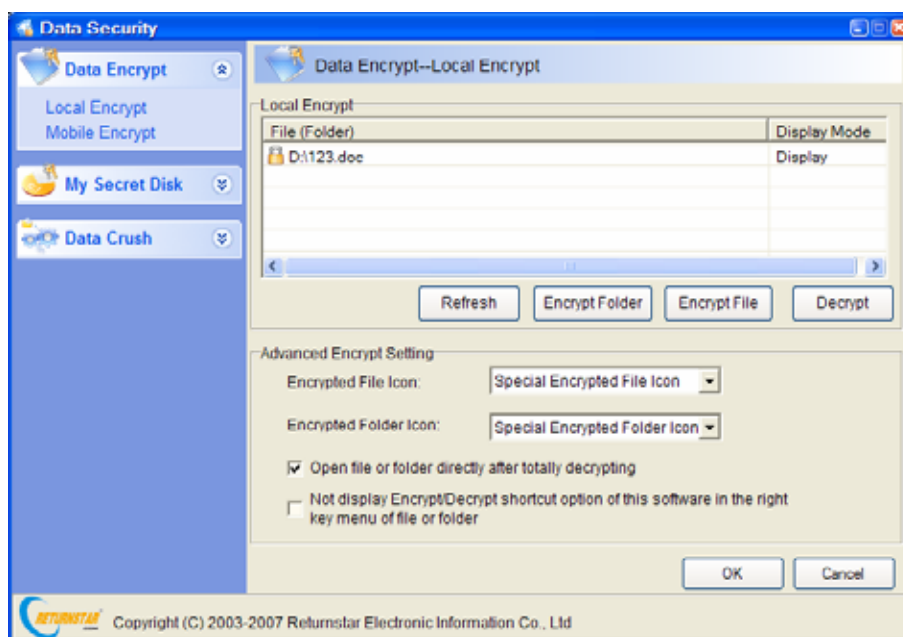 Data Security
Data Encrypt
Local Encrypt
Mobile Encrypt
My Secret Disk
Data Crush
Data Encrypt--Local Encrypt
Local Encrypt
File (Folder) Display Mode
D:\123.doc Display
Refresh Encrypt Folder Encrypt File Decrypt
Advanced Encrypt Setting
Encrypted File Icon: Special Encrypted File Icon
Encrypted Folder Icon: Special Encrypted Folder Icon
Open file or folder directly after totally decrypting
Not display Encrypt/Decrypt shortcut option of this software in the right
key menu of file or folder
OK Cancel
RETURNSTAR Copyright (C) 2003-2007 Returnstar Electronic Information Co., Ltd